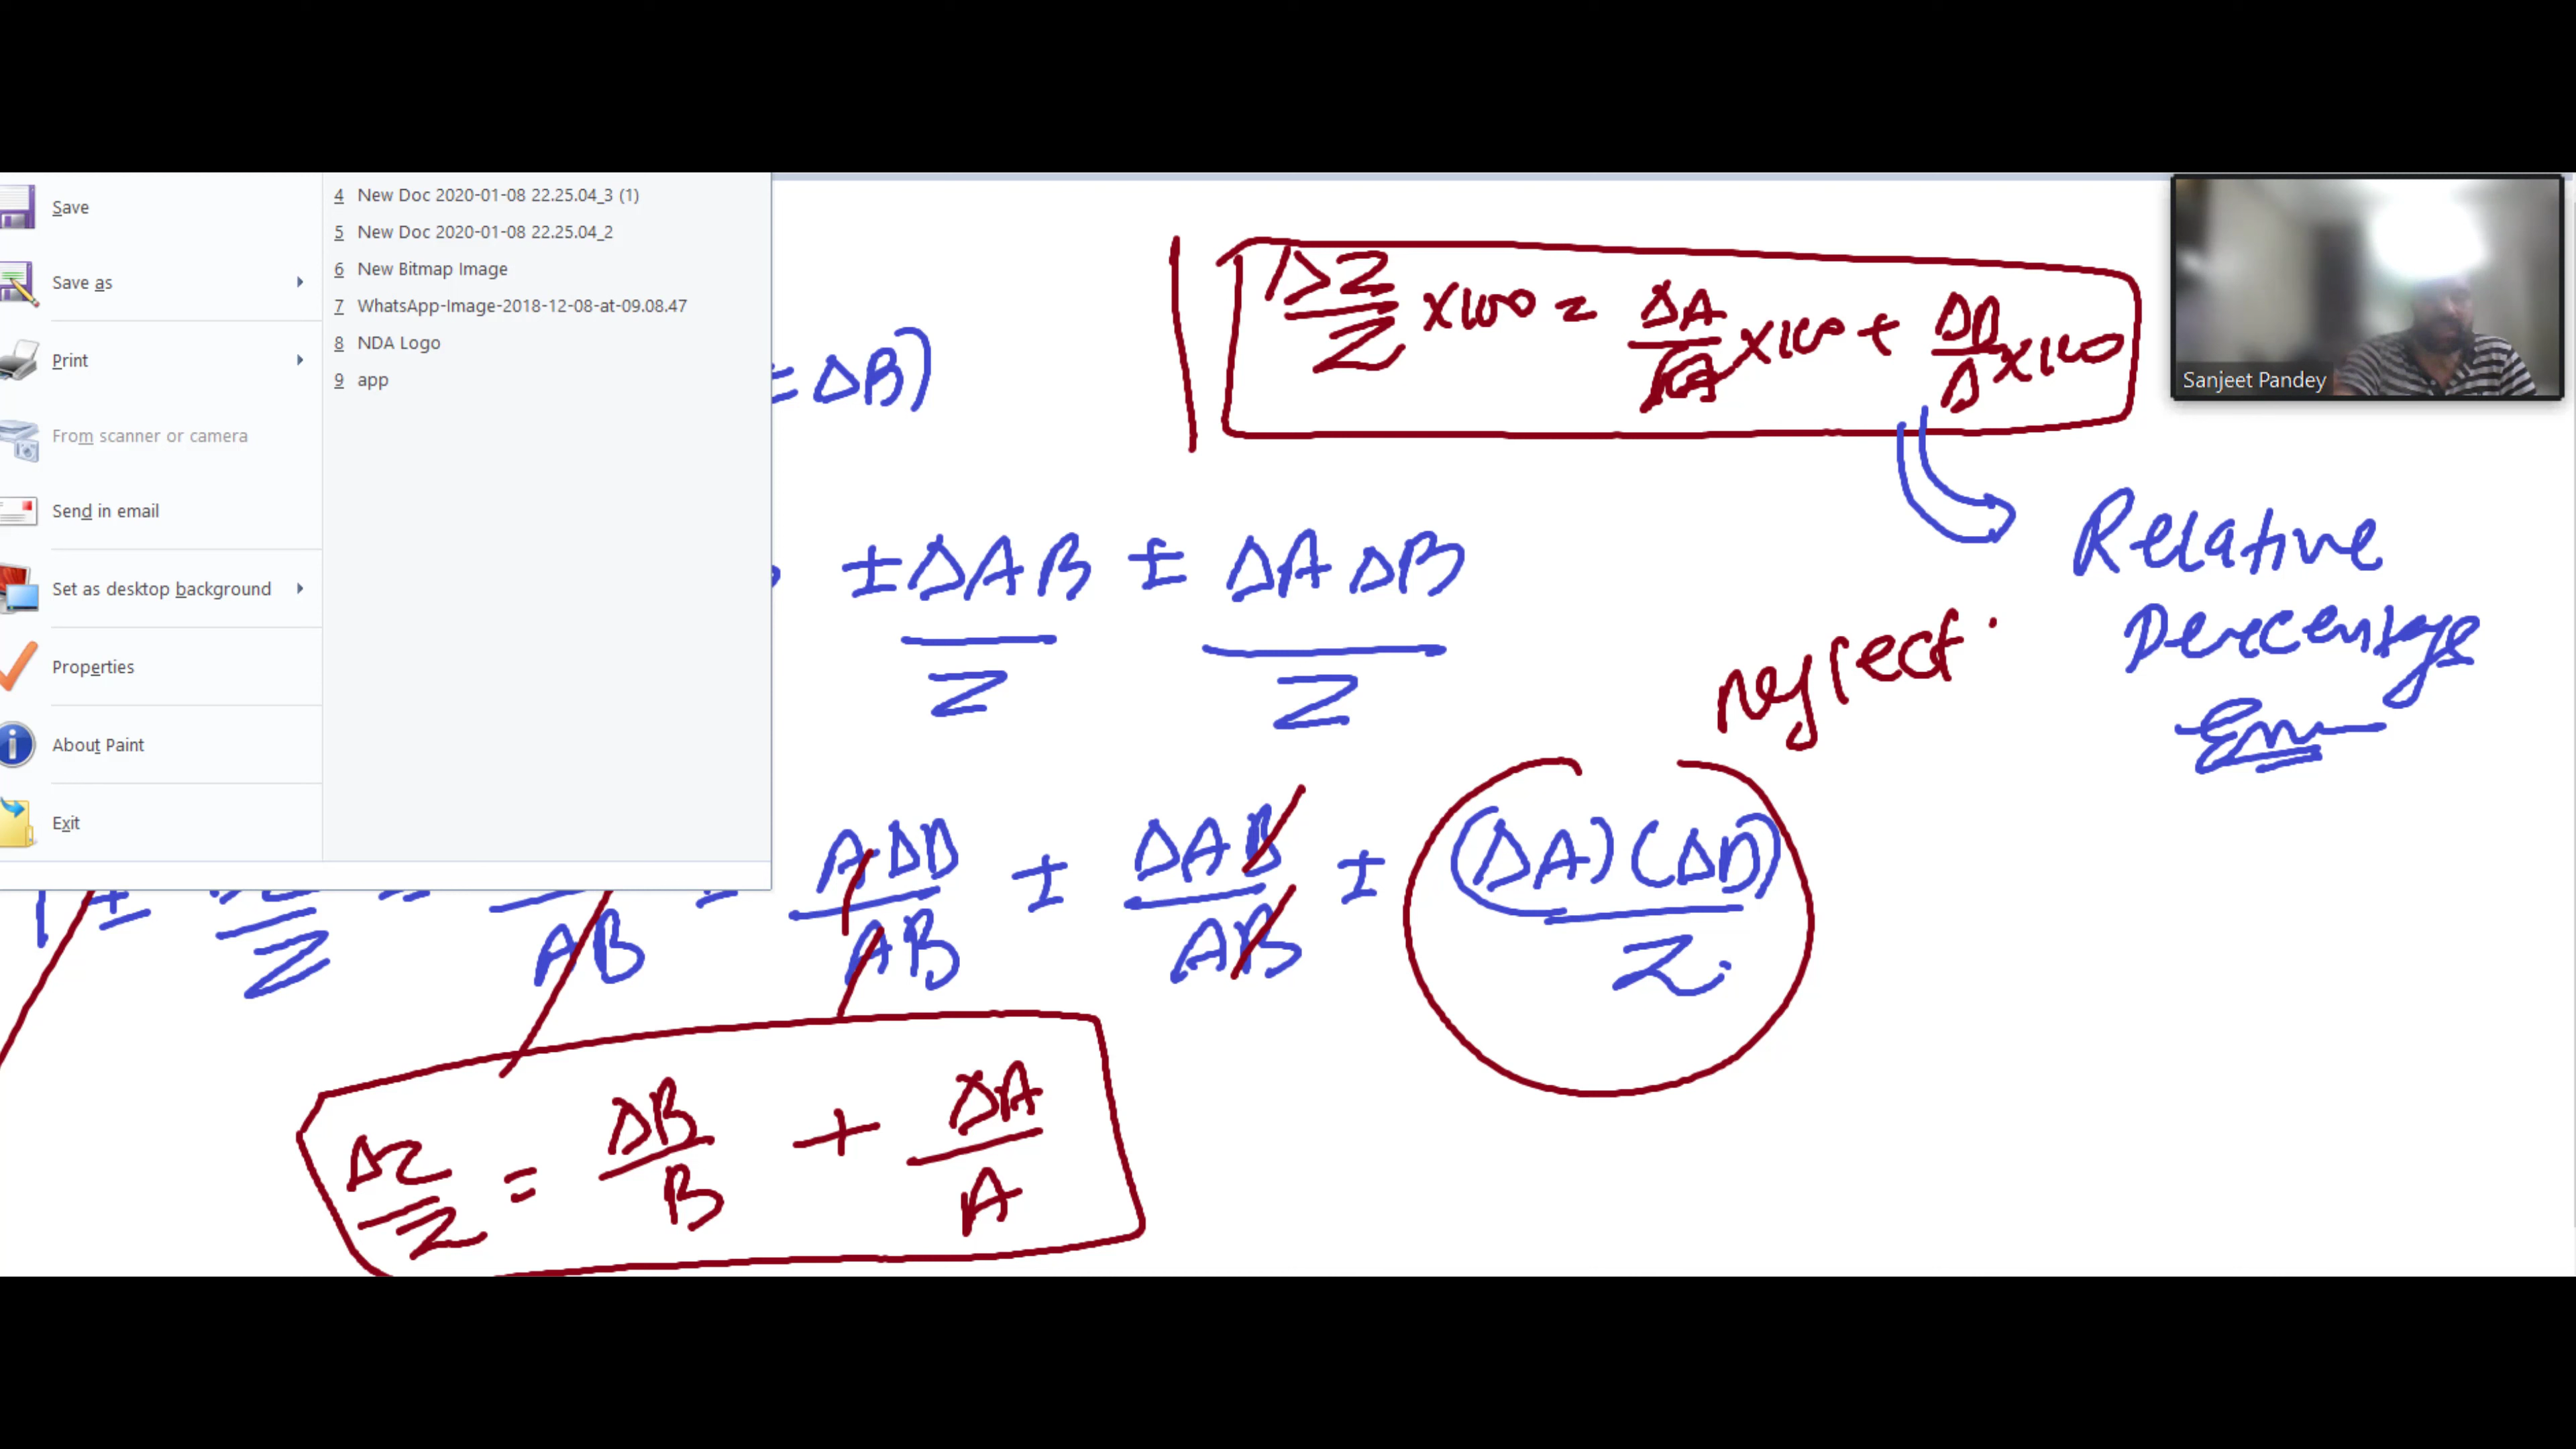 Save
Save as
Print
From scanner or camera
Send in email
Set as desktop background
Properties
About Paint
Exit
4 New Doc 2020-01-08 22.25.04_3 (1)
5 New Doc 2020-01-08 22.25.04_2
6 New Bitmap Image
7 WhatsApp-Image-2018-12-08-at-09.08.47
8 NDA Logo
9 app
Sanjeet Pandey
ΔZ/Z ×100 = ΔA/A ×100 + ΔB/B ×100
= ΔB)
Relative
Percentage
± ΔAB/Z ± ΔAΔB/Z
neglect.
AΔB/AB ± ΔAB/AB ± (ΔA)(ΔB)/Z
ΔZ/Z = ΔB/B + ΔA/A